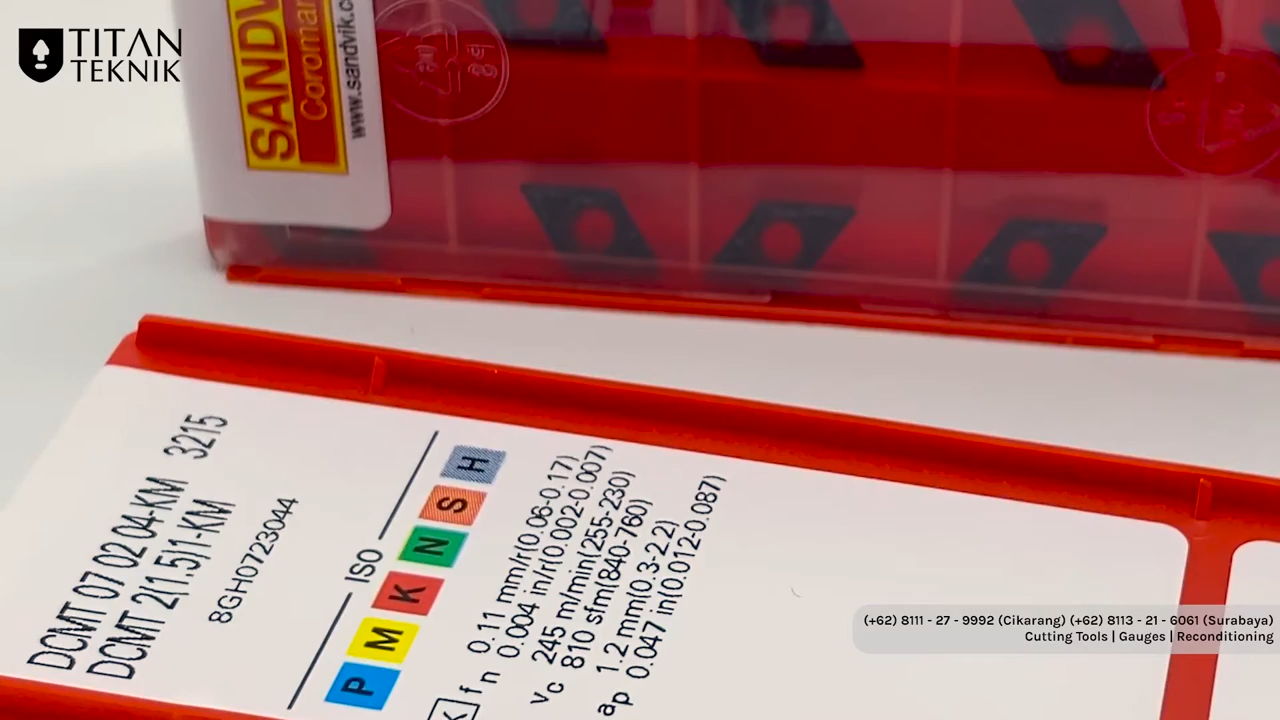 TITAN
TEKNIK
SANDV
Coroman
www.sandvik.co
DCMT 07 02 04-KM 3215
DCMT 2(1.5)1-KM
8GH0723044
ISO
P M K N S H
K
fn 0.11 mm/r(0.06-0.17)
0.004 in/r(0.002-0.007)
vc 245 m/min(255-230)
810 sfm(840-760)
ap 1.2 mm(0.3-2.2)
0.047 in(0.012-0.087)
(+62) 8111 - 27 - 9992 (Cikarang) (+62) 8113 - 21 - 6061 (Surabaya)
Cutting Tools | Gauges | Reconditioning